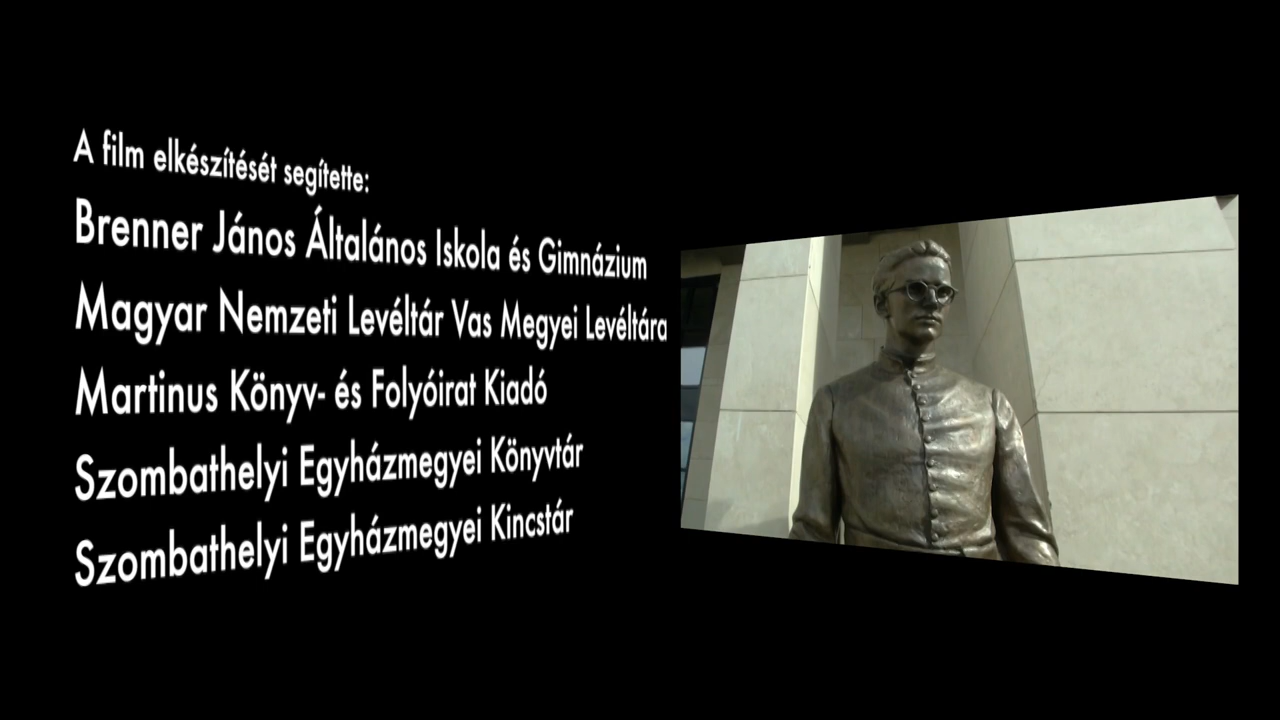 A film elkészítését segítette:
Brenner János Általános Iskola és Gimnázium
Magyar Nemzeti Levéltár Vas Megyei Levéltára
Martinus Könyv- és Folyóirat Kiadó
Szombathelyi Egyházmegyei Könyvtár
Szombathelyi Egyházmegyei Kincstár